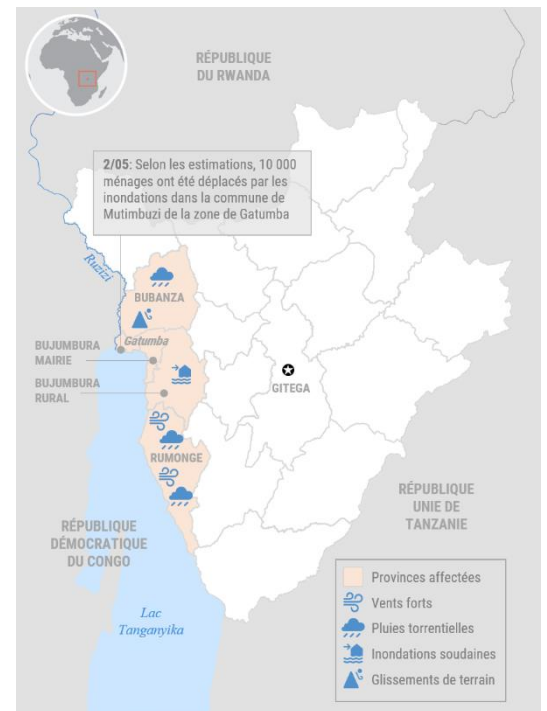 RÉPUBLIQUE
DU RWANDA
2/05: Selon les estimations, 10 000
ménages ont été déplacés par les
inondations dans la commune de
Mutimbuzi de la zone de Gatumba
Ruzizi
BUBANZA
Gatumba
BUJUMBURA
MAIRIE
BUJUMBURA
RURAL
GITEGA
RUMONGE
RÉPUBLIQUE
UNIE DE
TANZANIE
RÉPUBLIQUE
DÉMOCRATIQUE
DU CONGO
Lac
Tanganyika
Provinces affectées
Vents forts
Pluies torrentielles
Inondations soudaines
Glissements de terrain